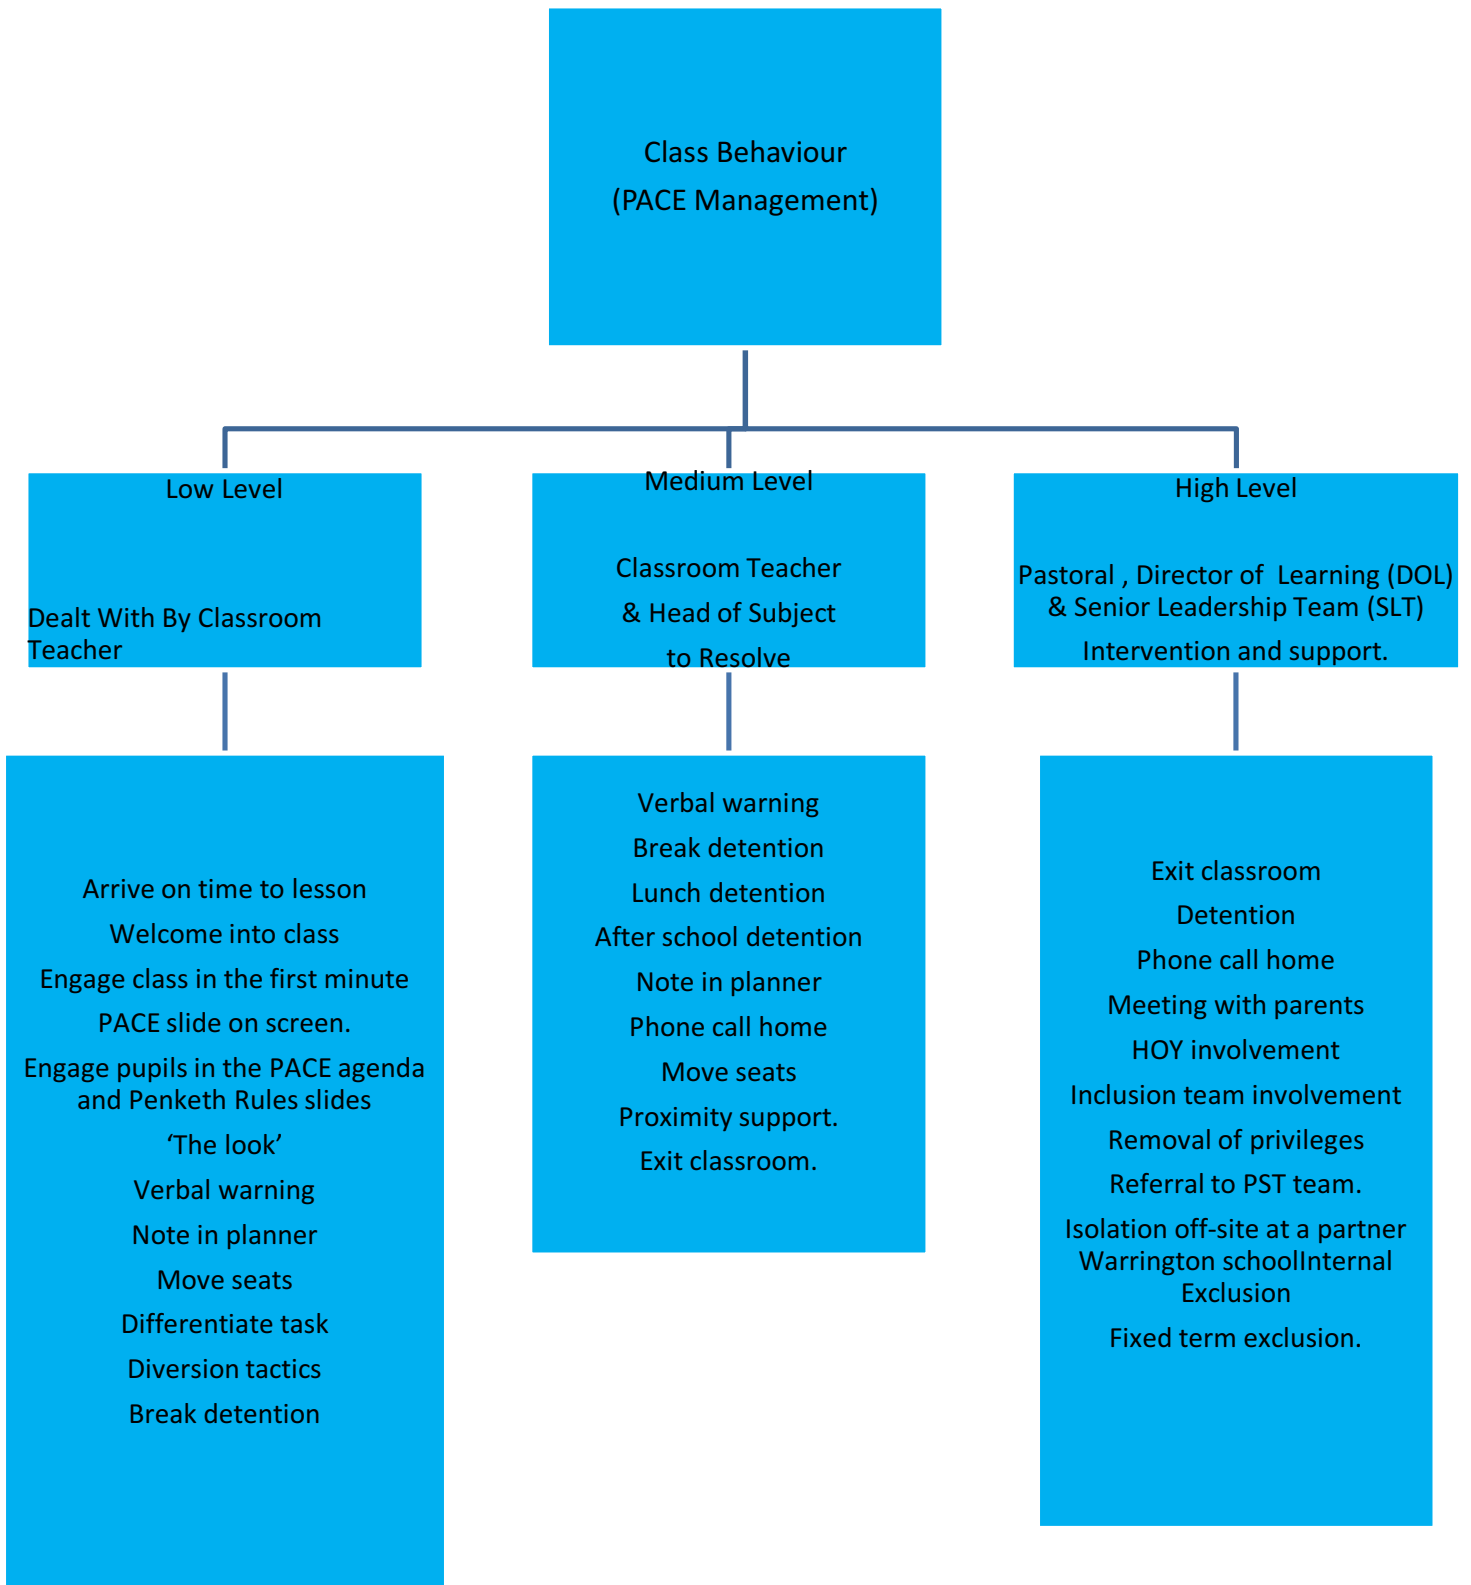 Class Behaviour
(PACE Management)
Low Level
Dealt With By Classroom
Teacher
Medium Level
Classroom Teacher
& Head of Subject
to Resolve
High Level
Pastoral , Director of Learning (DOL)
& Senior Leadership Team (SLT)
Intervention and support.
Arrive on time to lesson
Welcome into class
Engage class in the first minute
PACE slide on screen.
Engage pupils in the PACE agenda
and Penketh Rules slides
‘The look’
Verbal warning
Note in planner
Move seats
Differentiate task
Diversion tactics
Break detention
Verbal warning
Break detention
Lunch detention
After school detention
Note in planner
Phone call home
Move seats
Proximity support.
Exit classroom.
Exit classroom
Detention
Phone call home
Meeting with parents
HOY involvement
Inclusion team involvement
Removal of privileges
Referral to PST team.
Isolation off-site at a partner
Warrington schoolInternal
Exclusion
Fixed term exclusion.